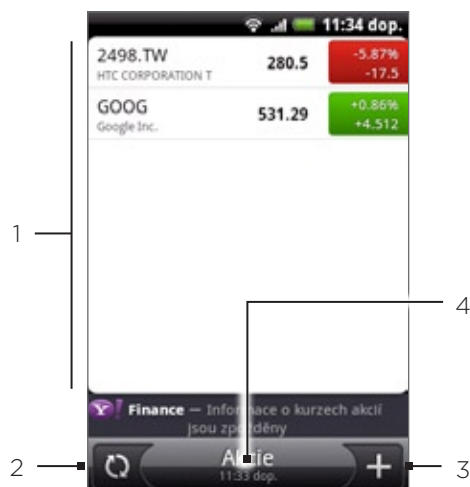 11:34 dop.
2498.TW 280.5 -5.87%
HTC CORPORATION T -17.5
GOOG 531.29 +0.86%
Google Inc. +4.512
1
4
Y! Finance — Informace o kurzech akcií
jsou zpožděny
2 Akcie 3
11:33 dop.